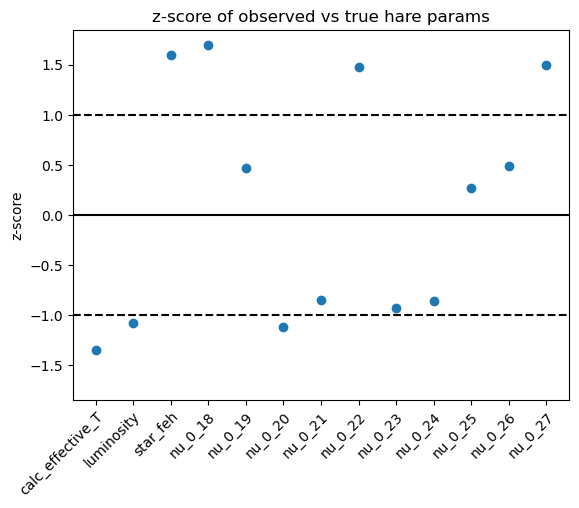 z-score of observed vs true hare params
z-score
1.5
1.0
0.5
0.0
−0.5
−1.0
−1.5
calc_effective_T
luminosity
star_feh
nu_0_18
nu_0_19
nu_0_20
nu_0_21
nu_0_22
nu_0_23
nu_0_24
nu_0_25
nu_0_26
nu_0_27